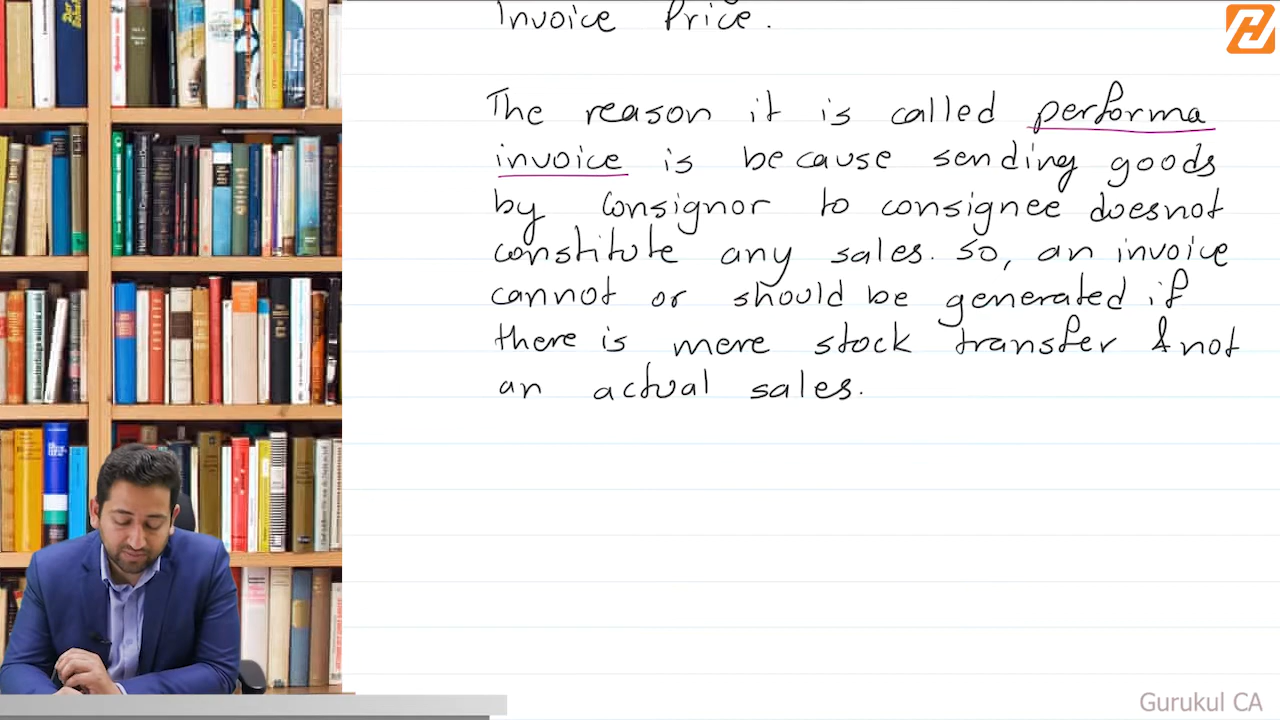 Invoice Price.
The reason it is called performa
invoice is because sending goods
by consignor to consignee doesnot
constitute any sales. so, an invoice
cannot or should be generated if
there is mere stock transfer & not
an actual sales.
Gurukul CA